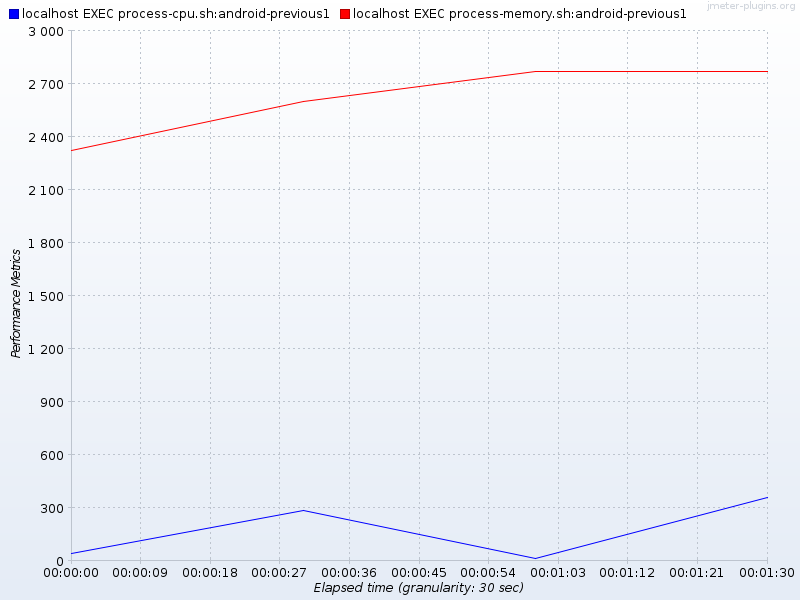 localhost EXEC process-cpu.sh:android-previous1 localhost EXEC process-memory.sh:android-previous1
jmeter-plugins.org
3 000
2 700
2 400
2 100
1 800
1 500
1 200
900
600
300
0
Performance Metrics
00:00:00 00:00:09 00:00:18 00:00:27 00:00:36 00:00:45 00:00:54 00:01:03 00:01:12 00:01:21 00:01:30
Elapsed time (granularity: 30 sec)